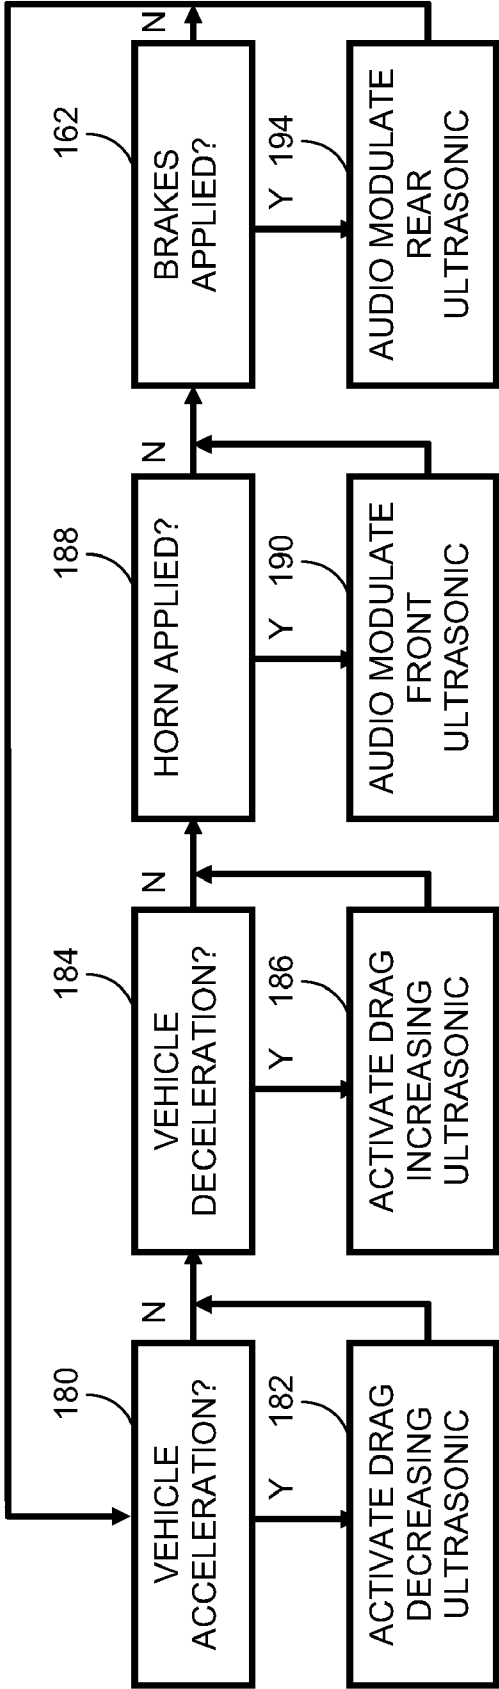 180
VEHICLE
ACCELERATION?
N
Y
182
ACTIVATE DRAG
DECREASING
ULTRASONIC
184
VEHICLE
DECELERATION?
N
Y
186
ACTIVATE DRAG
INCREASING
ULTRASONIC
188
HORN APPLIED?
N
Y
190
AUDIO MODULATE
FRONT
ULTRASONIC
162
BRAKES
APPLIED?
N
Y
194
AUDIO MODULATE
REAR
ULTRASONIC